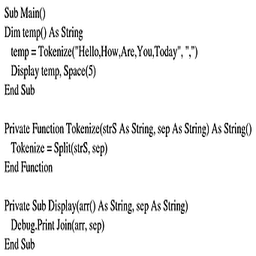 Sub Main()
Dim temp() As String
temp = Tokenize("Hello,How,Are,You,Today", ",")
Display temp, Space(5)
End Sub
Private Function Tokenize(strS As String, sep As String) As String()
Tokenize = Split(strS, sep)
End Function
Private Sub Display(arr() As String, sep As String)
Debug.Print Join(arr, sep)
End Sub